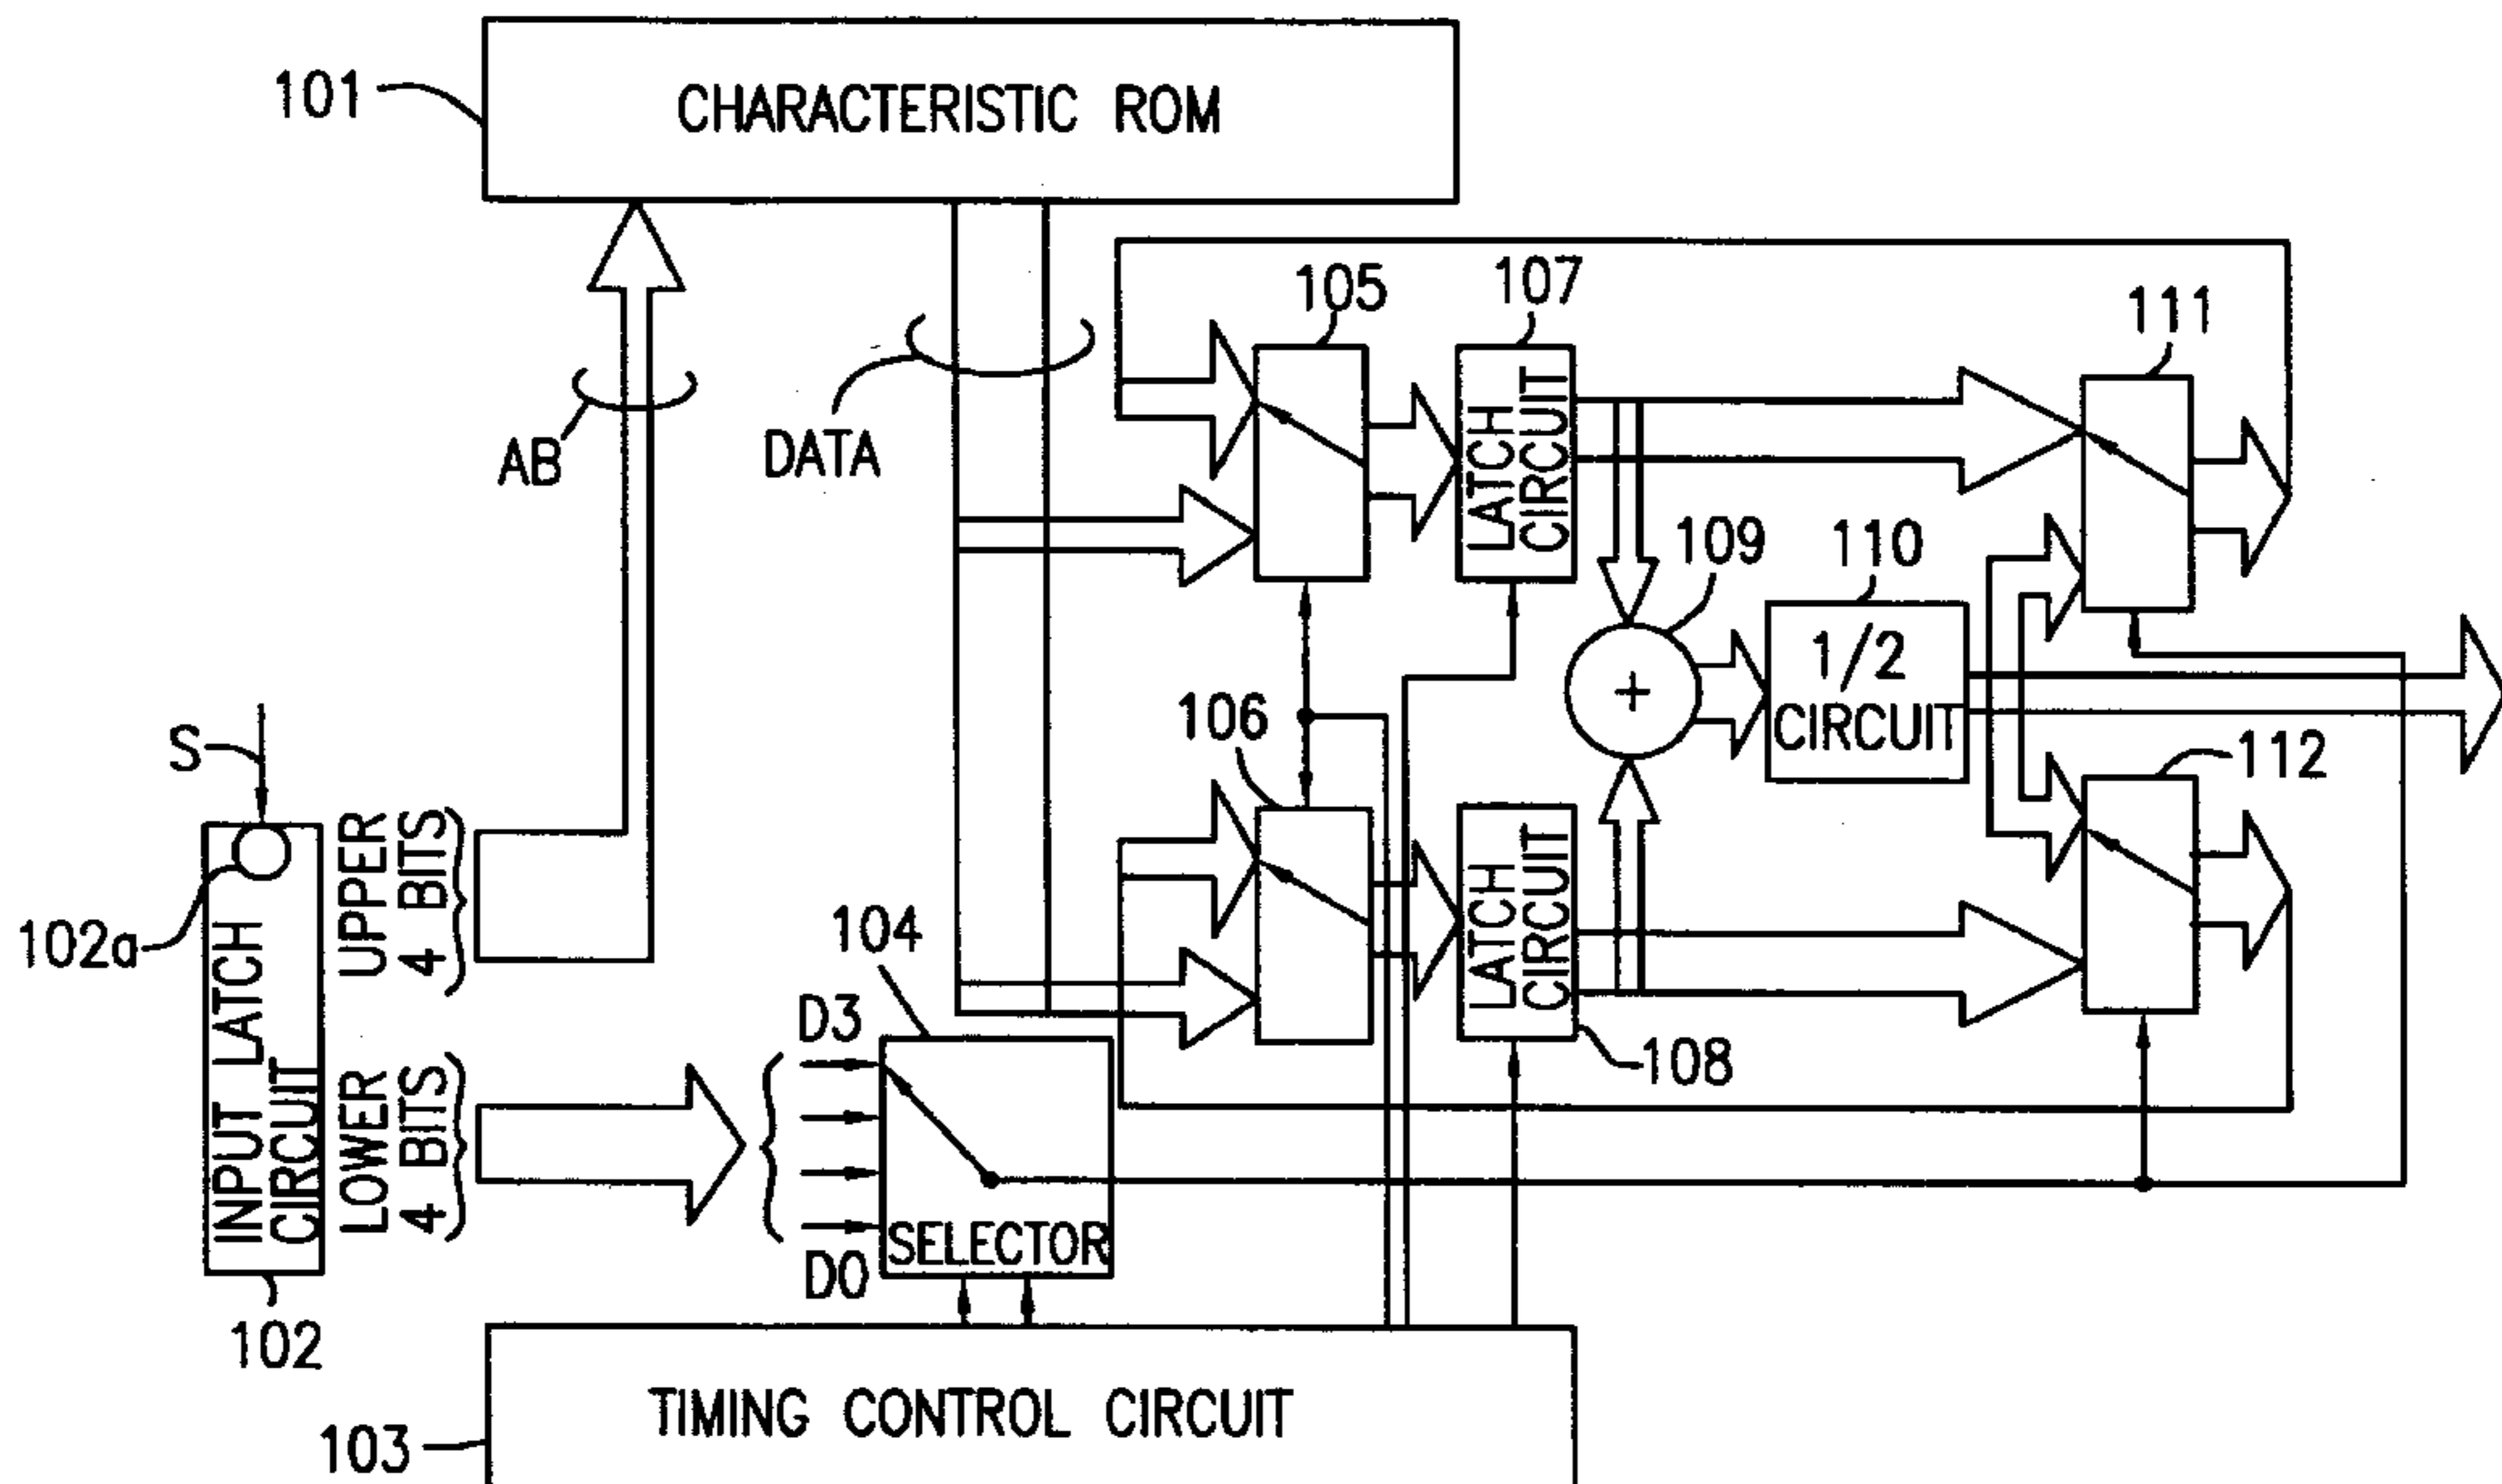 101
CHARACTERISTIC ROM
105
107
111
AB
DATA
LATCH
CIRCUIT
109
110
1/2
CIRCUIT
106
112
S
102a
INPUT LATCH
CIRCUIT
UPPER
4 BITS
LOWER
4 BITS
104
D3
D0
SELECTOR
LATCH
CIRCUIT
108
102
103
TIMING CONTROL CIRCUIT
+